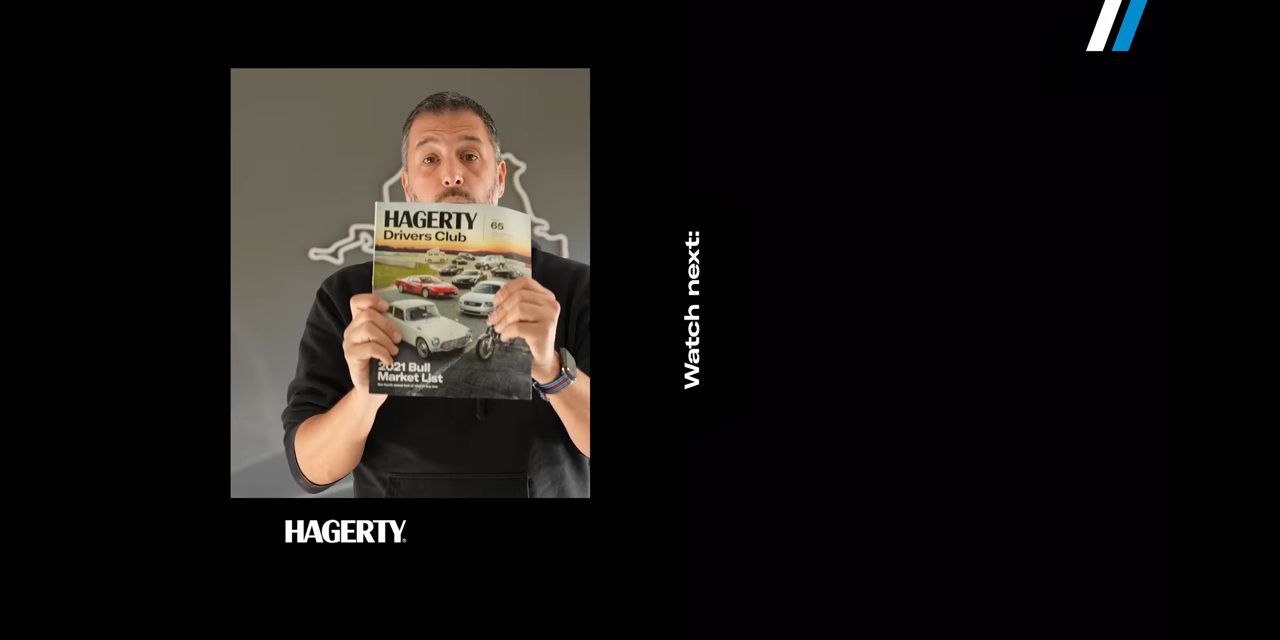 HAGERTY
65
Drivers Club
2021 Bull
Market List
Watch next:
HAGERTY